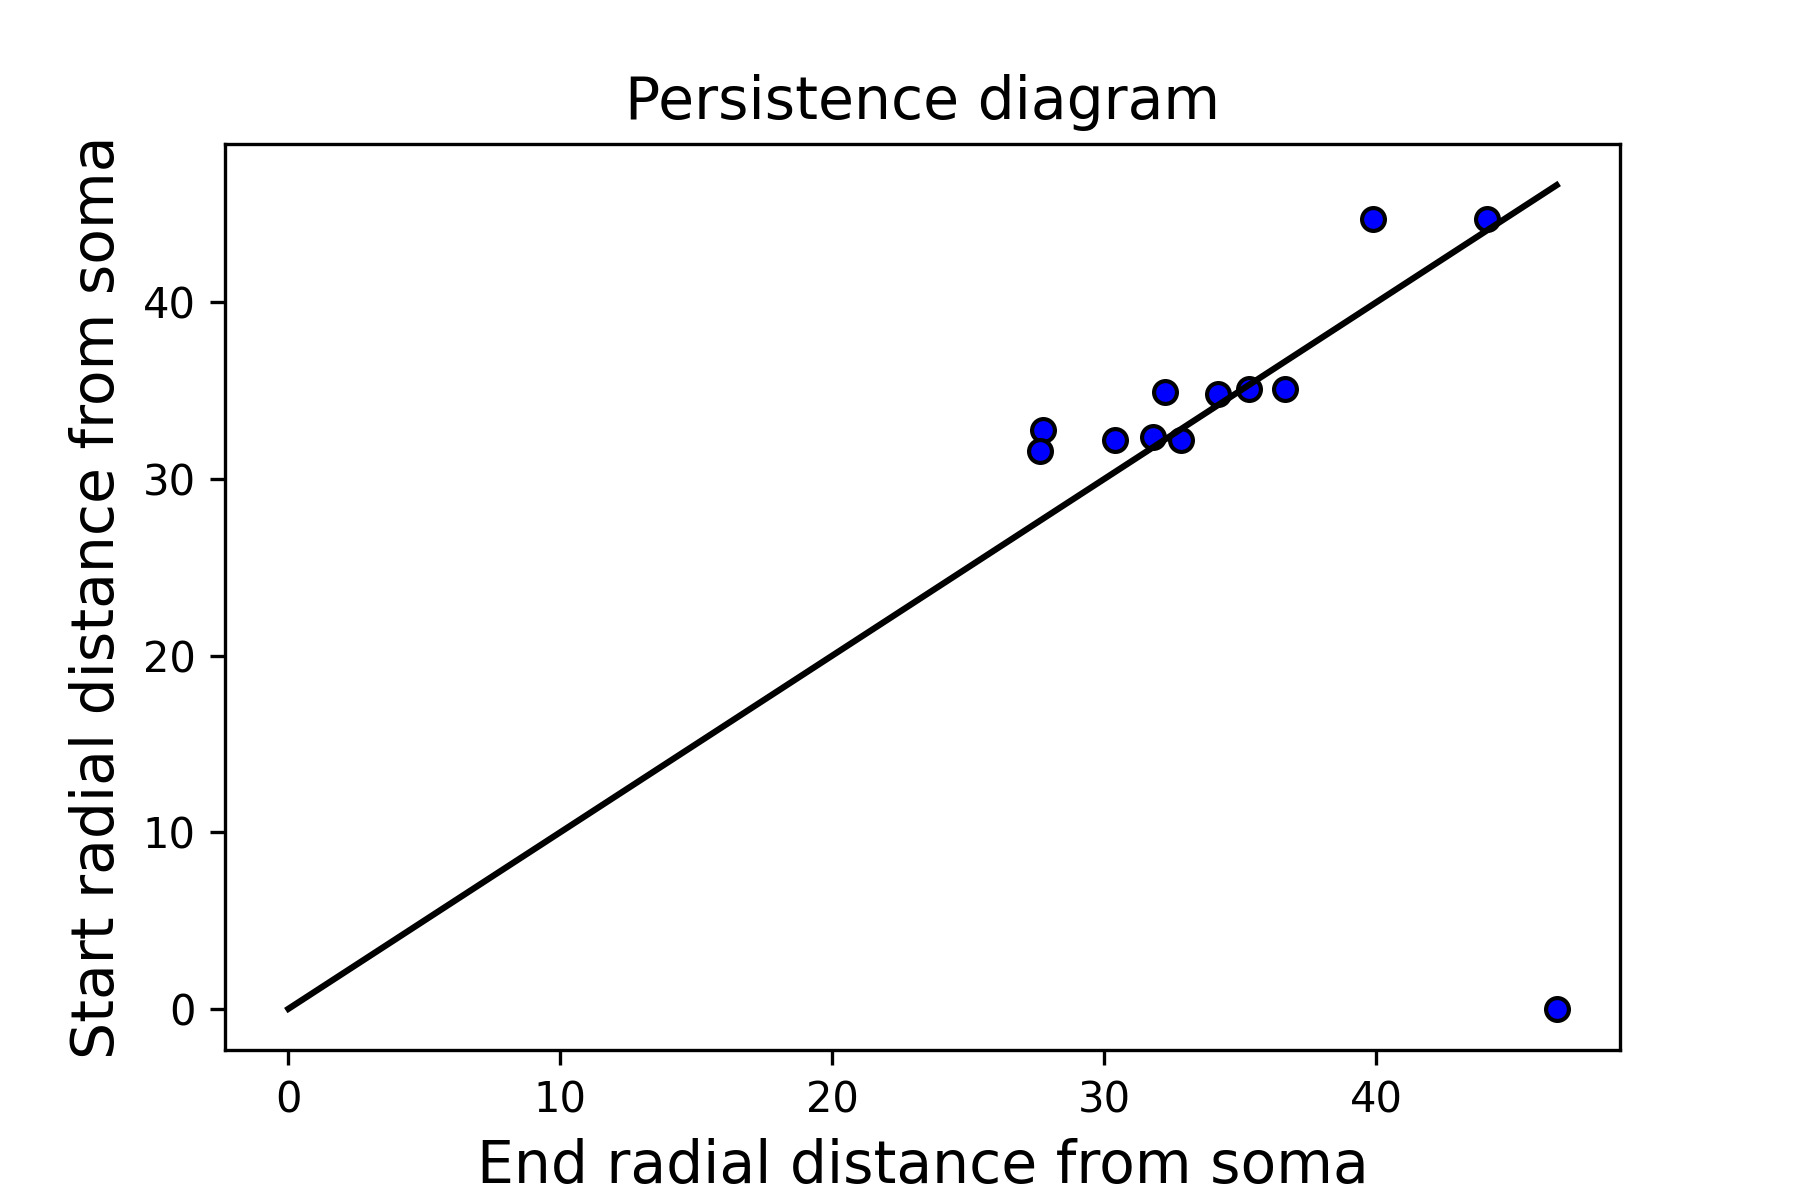 Persistence diagram
Start radial distance from soma
40
30
20
10
0
0 10 20 30 40
End radial distance from soma